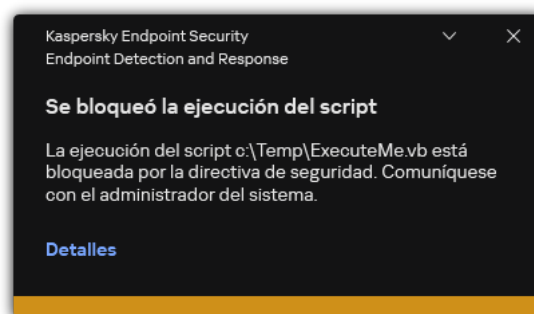 Kaspersky Endpoint Security
Endpoint Detection and Response
Se bloqueó la ejecución del script
La ejecución del script c:\Temp\ExecuteMe.vb está
bloqueada por la directiva de seguridad. Comuníquese
con el administrador del sistema.
Detalles